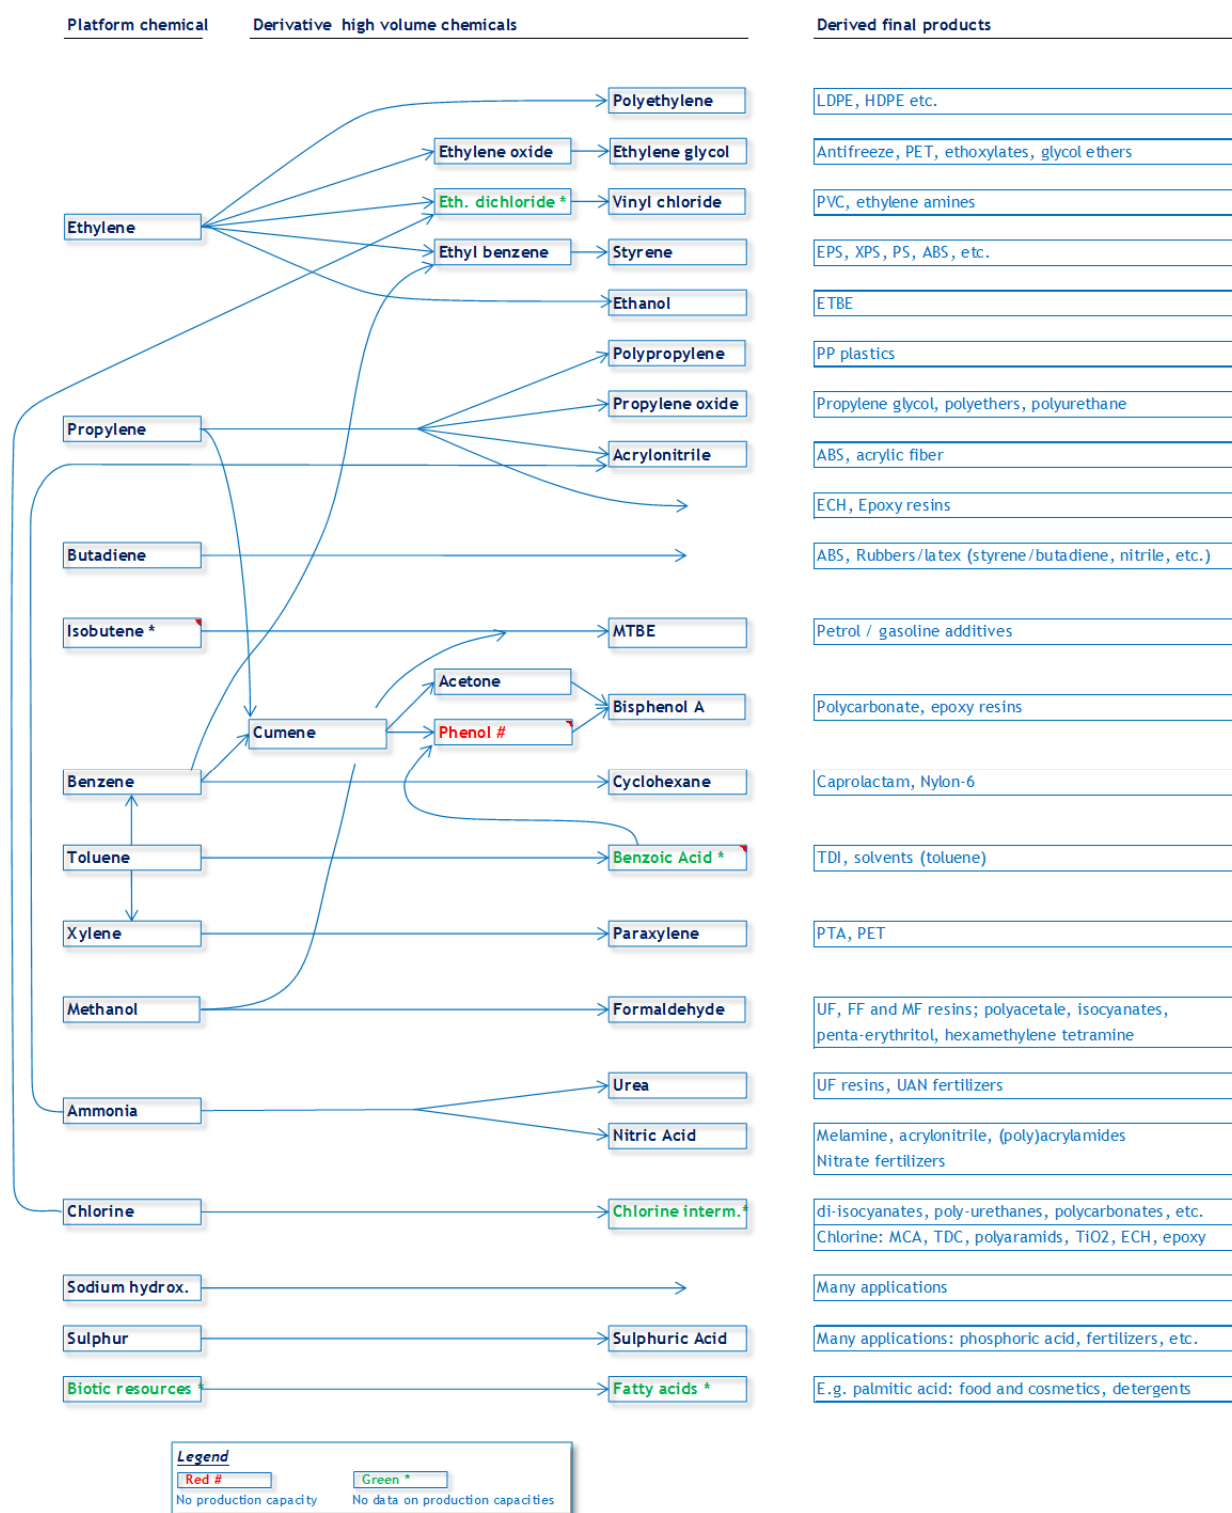 Platform chemical
Derivative  high volume chemicals
Derived final products
Polyethylene
LDPE, HDPE etc.
Ethylene oxide
Ethylene glycol
Antifreeze, PET, ethoxylates, glycol ethers
Ethylene
Eth. dichloride *
Vinyl chloride
PVC, ethylene amines
Ethyl benzene
Styrene
EPS, XPS, PS, ABS, etc.
Ethanol
ETBE
Polypropylene
PP plastics
Propylene
Propylene oxide
Propylene glycol, polyethers, polyurethane
Acrylonitrile
ABS, acrylic fiber
ECH, Epoxy resins
Butadiene
ABS, Rubbers/latex (styrene/butadiene, nitrile, etc.)
Isobutene *
MTBE
Petrol / gasoline additives
Acetone
Bisphenol A
Polycarbonate, epoxy resins
Cumene
Phenol #
Benzene
Cyclohexane
Caprolactam, Nylon-6
Toluene
Benzoic Acid *
TDI, solvents (toluene)
Xylene
Paraxylene
PTA, PET
Methanol
Formaldehyde
UF, FF and MF resins; polyacetale, isocyanates,
penta-erythritol, hexamethylene tetramine
Ammonia
Urea
UF resins, UAN fertilizers
Nitric Acid
Melamine, acrylonitrile, (poly)acrylamides
Nitrate fertilizers
Chlorine
Chlorine interm.*
di-isocyanates, poly-urethanes, polycarbonates, etc.
Chlorine: MCA, TDC, polyaramids, TiO2, ECH, epoxy
Sodium hydrox.
Many applications
Sulphur
Sulphuric Acid
Many applications: phosphoric acid, fertilizers, etc.
Biotic resources *
Fatty acids *
E.g. palmitic acid: food and cosmetics, detergents
Legend
Red #
Green *
No production capacity
No data on production capacities